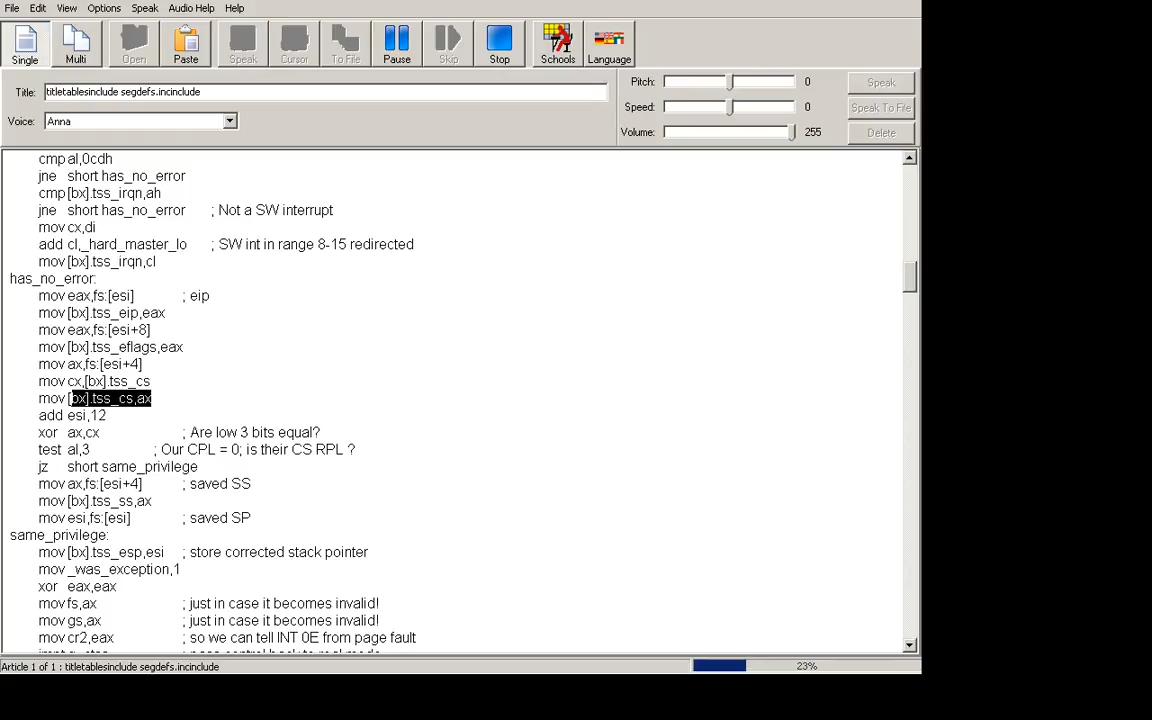 File Edit View Options Speak Audio Help Help
Single Multi Open Paste Speak Cursor To File Pause Skip Stop Schools Language
Title: titletablesinclude segdefs.incinclude
Voice: Anna
Pitch: 0 Speak
Speed: 0 Speak To File
Volume: 255 Delete
cmp al,0cdh
jne short has_no_error
cmp [bx].tss_irqn,ah
jne short has_no_error ; Not a SW interrupt
mov cx,di
add cl,_hard_master_lo ; SW int in range 8-15 redirected
mov [bx].tss_irqn,cl
has_no_error:
mov eax,fs:[esi] ; eip
mov [bx].tss_eip,eax
mov eax,fs:[esi+8]
mov [bx].tss_eflags,eax
mov ax,fs:[esi+4]
mov cx,[bx].tss_cs
mov [bx].tss_cs,ax
add esi,12
xor ax,cx ; Are low 3 bits equal?
test al,3 ; Our CPL = 0; is their CS RPL ?
jz short same_privilege
mov ax,fs:[esi+4] ; saved SS
mov [bx].tss_ss,ax
mov esi,fs:[esi] ; saved SP
same_privilege:
mov [bx].tss_esp,esi ; store corrected stack pointer
mov _was_exception,1
xor eax,eax
mov fs,ax ; just in case it becomes invalid!
mov gs,ax ; just in case it becomes invalid!
mov cr2,eax ; so we can tell INT 0E from page fault
Article 1 of 1 : titletablesinclude segdefs.incinclude 23%